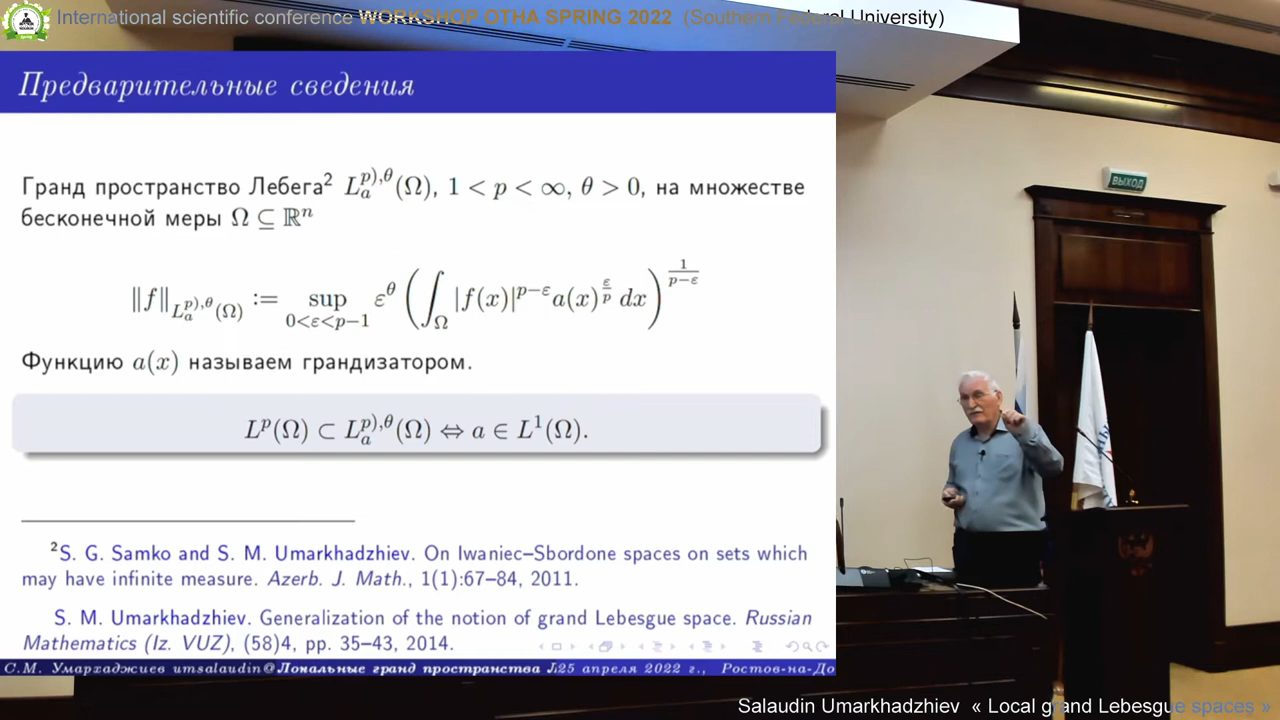 International scientific conference WORKSHOP OTHA SPRING 2022 (Southern Federal University)
Предварительные сведения
Гранд пространство Лебега² $L_a^{p),\theta}(\Omega)$, $1 < p < \infty$, $\theta > 0$, на множестве
бесконечной меры $\Omega \subseteq \mathbb{R}^n$
$\|f\|_{L_a^{p),\theta}(\Omega)} := \sup_{0<\varepsilon<p-1} \varepsilon^\theta \left( \int_\Omega |f(x)|^{p-\varepsilon} a(x)^{\frac{\varepsilon}{p}} \, dx \right)^{\frac{1}{p-\varepsilon}}$
Функцию $a(x)$ называем грандизатором.
$L^p(\Omega) \subset L_a^{p),\theta}(\Omega) \Leftrightarrow a \in L^1(\Omega).$
²S. G. Samko and S. M. Umarkhadzhiev. On Iwaniec–Sbordone spaces on sets which
may have infinite measure. Azerb. J. Math., 1(1):67–84, 2011.
S. M. Umarkhadzhiev. Generalization of the notion of grand Lebesgue space. Russian
Mathematics (Iz. VUZ), (58)4, pp. 35–43, 2014.
С.М. Умархаджиев umsalaudin@Локальные гранд пространства Л25 апреля 2022 г., Ростов-на-До
ВЫХОД
Salaudin Umarkhadzhiev « Local grand Lebesgue spaces »